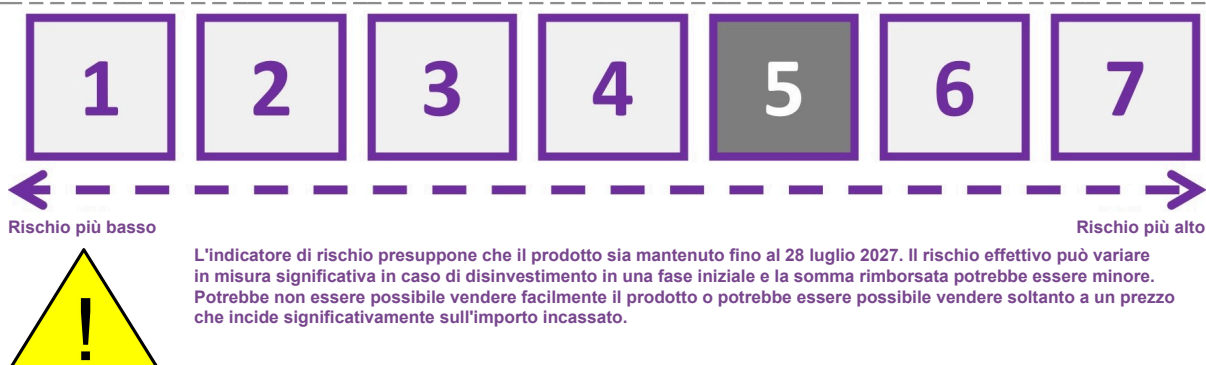 1 2 3 4 5 6 7
Rischio più basso Rischio più alto
L'indicatore di rischio presuppone che il prodotto sia mantenuto fino al 28 luglio 2027. Il rischio effettivo può variare
in misura significativa in caso di disinvestimento in una fase iniziale e la somma rimborsata potrebbe essere minore.
Potrebbe non essere possibile vendere facilmente il prodotto o potrebbe essere possibile vendere soltanto a un prezzo
che incide significativamente sull'importo incassato.
!